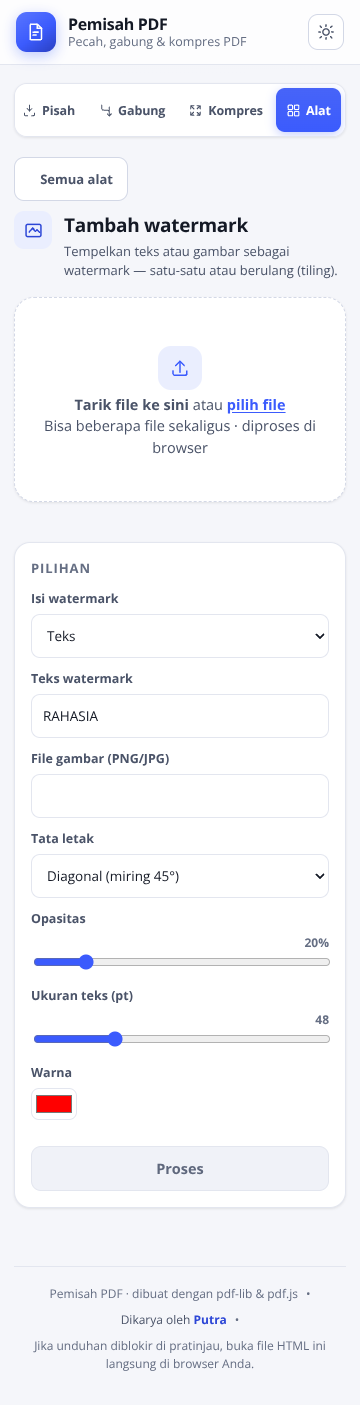 Pemisah PDF
Pecah, gabung & kompres PDF
Pisah
Gabung
Kompres
Alat
Semua alat
Tambah watermark
Tempelkan teks atau gambar sebagai
watermark — satu-satu atau berulang (tiling).
Tarik file ke sini atau pilih file
Bisa beberapa file sekaligus · diproses di
browser
PILIHAN
Isi watermark
Teks
Teks watermark
RAHASIA
File gambar (PNG/JPG)
Tata letak
Diagonal (miring 45°)
Opasitas
20%
Ukuran teks (pt)
48
Warna
Proses
Pemisah PDF · dibuat dengan pdf-lib & pdf.js •
Dikarya oleh Putra •
Jika unduhan diblokir di pratinjau, buka file HTML ini
langsung di browser Anda.